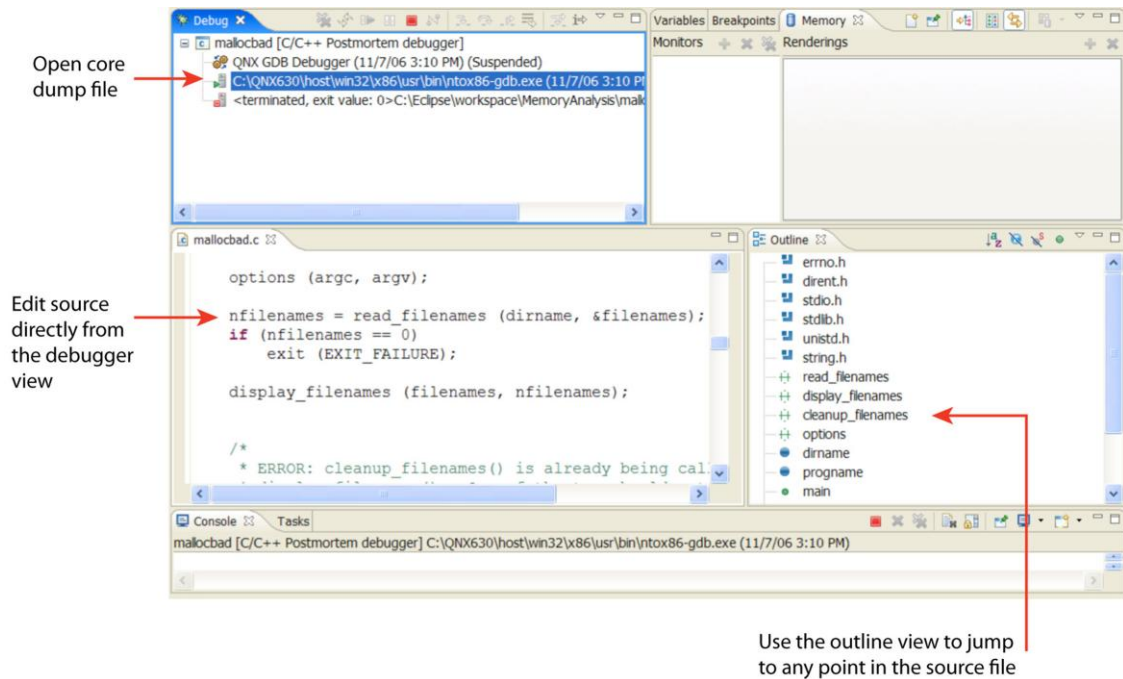 Debug
Variables Breakpoints Memory
mallocbad [C/C++ Postmortem debugger]
QNX GDB Debugger (11/7/06 3:10 PM) (Suspended)
C:\QNX630\host\win32\x86\usr\bin\ntox86-gdb.exe (11/7/06 3:10 P
<terminated, exit value: 0>C:\Eclipse\workspace\MemoryAnalysis\mall
Monitors Renderings
Open core
dump file
mallocbad.c
options (argc, argv);
nfilenames = read_filenames (dirname, &filenames);
if (nfilenames == 0)
exit (EXIT_FAILURE);
display_filenames (filenames, nfilenames);
/*
* ERROR: cleanup_filenames() is already being cal
Edit source
directly from
the debugger
view
Outline
errno.h
dirent.h
stdio.h
stdlib.h
unistd.h
string.h
read_filenames
display_filenames
cleanup_filenames
options
dirname
progname
main
Console Tasks
mallocbad [C/C++ Postmortem debugger] C:\QNX630\host\win32\x86\usr\bin\ntox86-gdb.exe (11/7/06 3:10 PM)
Use the outline view to jump
to any point in the source file